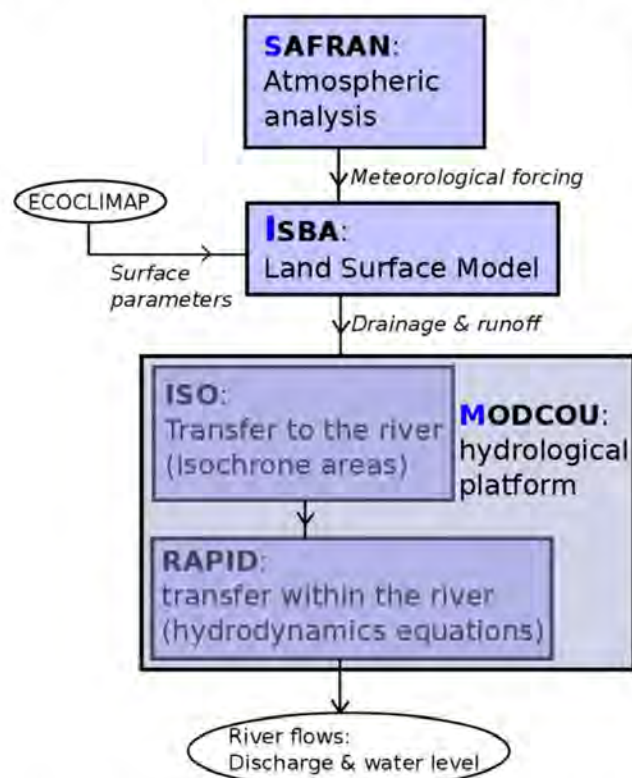 SAFRAN:
Atmospheric
analysis
Meteorological forcing
ECOCLIMAP
ISBA:
Land Surface Model
Surface
parameters
Drainage & runoff
ISO:
Transfer to the river
(Isochrone areas)
MODCOU:
hydrological
platform
RAPID:
transfer within the river
(hydrodynamics equations)
River flows:
Discharge & water level